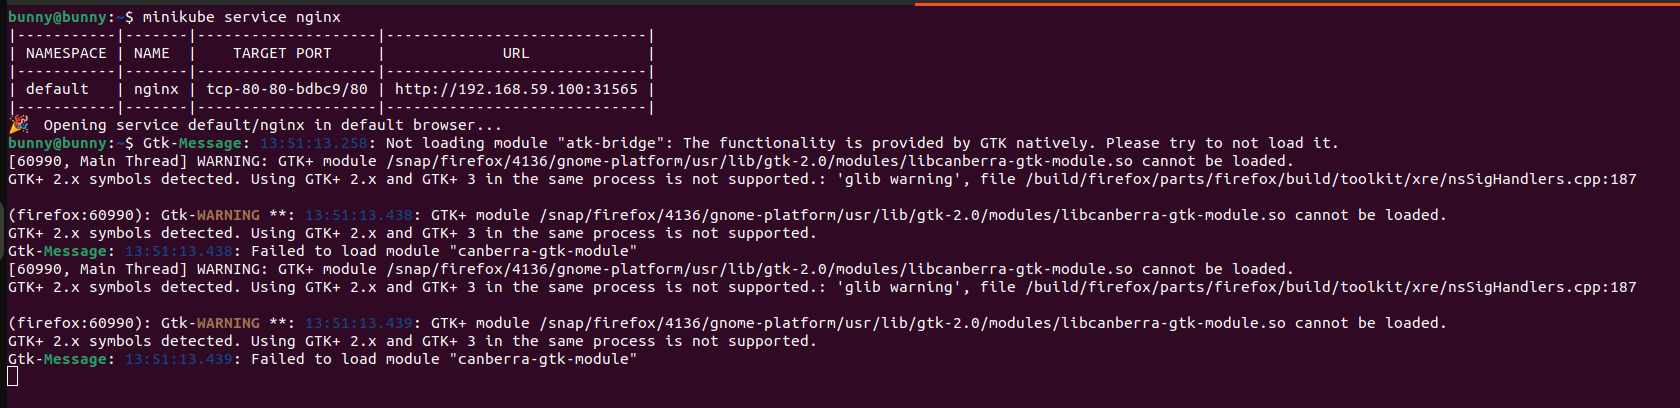 bunny@bunny:~$ minikube service nginx
|-----------|-------|--------------------|-----------------------------|
| NAMESPACE | NAME  |    TARGET PORT     |             URL             |
|-----------|-------|--------------------|-----------------------------|
| default   | nginx | tcp-80-80-bdbc9/80 | http://192.168.59.100:31565 |
|-----------|-------|--------------------|-----------------------------|
🎉  Opening service default/nginx in default browser...
bunny@bunny:~$ Gtk-Message: 13:51:13.258: Not loading module "atk-bridge": The functionality is provided by GTK natively. Please try to not load it.
[60990, Main Thread] WARNING: GTK+ module /snap/firefox/4136/gnome-platform/usr/lib/gtk-2.0/modules/libcanberra-gtk-module.so cannot be loaded.
GTK+ 2.x symbols detected. Using GTK+ 2.x and GTK+ 3 in the same process is not supported.: 'glib warning', file /build/firefox/parts/firefox/build/toolkit/xre/nsSigHandlers.cpp:187

(firefox:60990): Gtk-WARNING **: 13:51:13.438: GTK+ module /snap/firefox/4136/gnome-platform/usr/lib/gtk-2.0/modules/libcanberra-gtk-module.so cannot be loaded.
GTK+ 2.x symbols detected. Using GTK+ 2.x and GTK+ 3 in the same process is not supported.
Gtk-Message: 13:51:13.438: Failed to load module "canberra-gtk-module"
[60990, Main Thread] WARNING: GTK+ module /snap/firefox/4136/gnome-platform/usr/lib/gtk-2.0/modules/libcanberra-gtk-module.so cannot be loaded.
GTK+ 2.x symbols detected. Using GTK+ 2.x and GTK+ 3 in the same process is not supported.: 'glib warning', file /build/firefox/parts/firefox/build/toolkit/xre/nsSigHandlers.cpp:187

(firefox:60990): Gtk-WARNING **: 13:51:13.439: GTK+ module /snap/firefox/4136/gnome-platform/usr/lib/gtk-2.0/modules/libcanberra-gtk-module.so cannot be loaded.
GTK+ 2.x symbols detected. Using GTK+ 2.x and GTK+ 3 in the same process is not supported.
Gtk-Message: 13:51:13.439: Failed to load module "canberra-gtk-module"